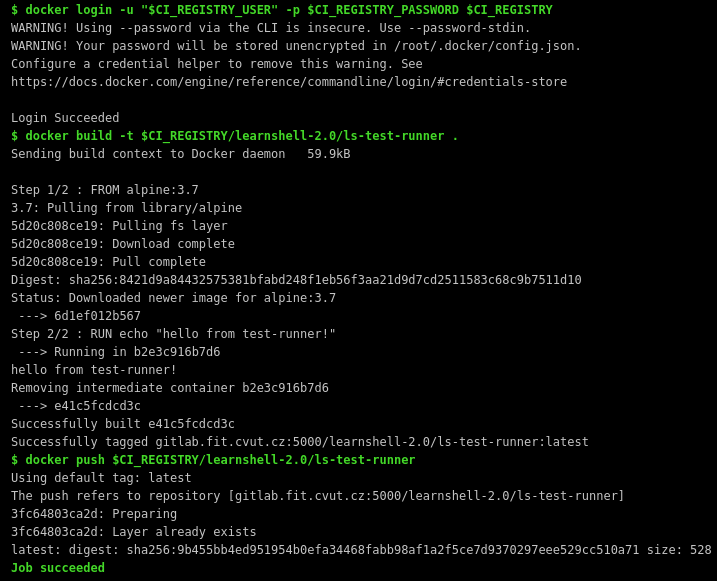 $ docker login -u "$CI_REGISTRY_USER" -p $CI_REGISTRY_PASSWORD $CI_REGISTRY
WARNING! Using --password via the CLI is insecure. Use --password-stdin.
WARNING! Your password will be stored unencrypted in /root/.docker/config.json.
Configure a credential helper to remove this warning. See
https://docs.docker.com/engine/reference/commandline/login/#credentials-store
Login Succeeded
$ docker build -t $CI_REGISTRY/learnshell-2.0/ls-test-runner .
Sending build context to Docker daemon   59.9kB
Step 1/2 : FROM alpine:3.7
3.7: Pulling from library/alpine
5d20c808ce19: Pulling fs layer
5d20c808ce19: Download complete
5d20c808ce19: Pull complete
Digest: sha256:8421d9a84432575381bfabd248f1eb56f3aa21d9d7cd2511583c68c9b7511d10
Status: Downloaded newer image for alpine:3.7
 ---> 6d1ef012b567
Step 2/2 : RUN echo "hello from test-runner!"
 ---> Running in b2e3c916b7d6
hello from test-runner!
Removing intermediate container b2e3c916b7d6
 ---> e41c5fcdcd3c
Successfully built e41c5fcdcd3c
Successfully tagged gitlab.fit.cvut.cz:5000/learnshell-2.0/ls-test-runner:latest
$ docker push $CI_REGISTRY/learnshell-2.0/ls-test-runner
Using default tag: latest
The push refers to repository [gitlab.fit.cvut.cz:5000/learnshell-2.0/ls-test-runner]
3fc64803ca2d: Preparing
3fc64803ca2d: Layer already exists
latest: digest: sha256:9b455bb4ed951954b0efa34468fabb98af1a2f5ce7d9370297eee529cc510a71 size: 528
Job succeeded